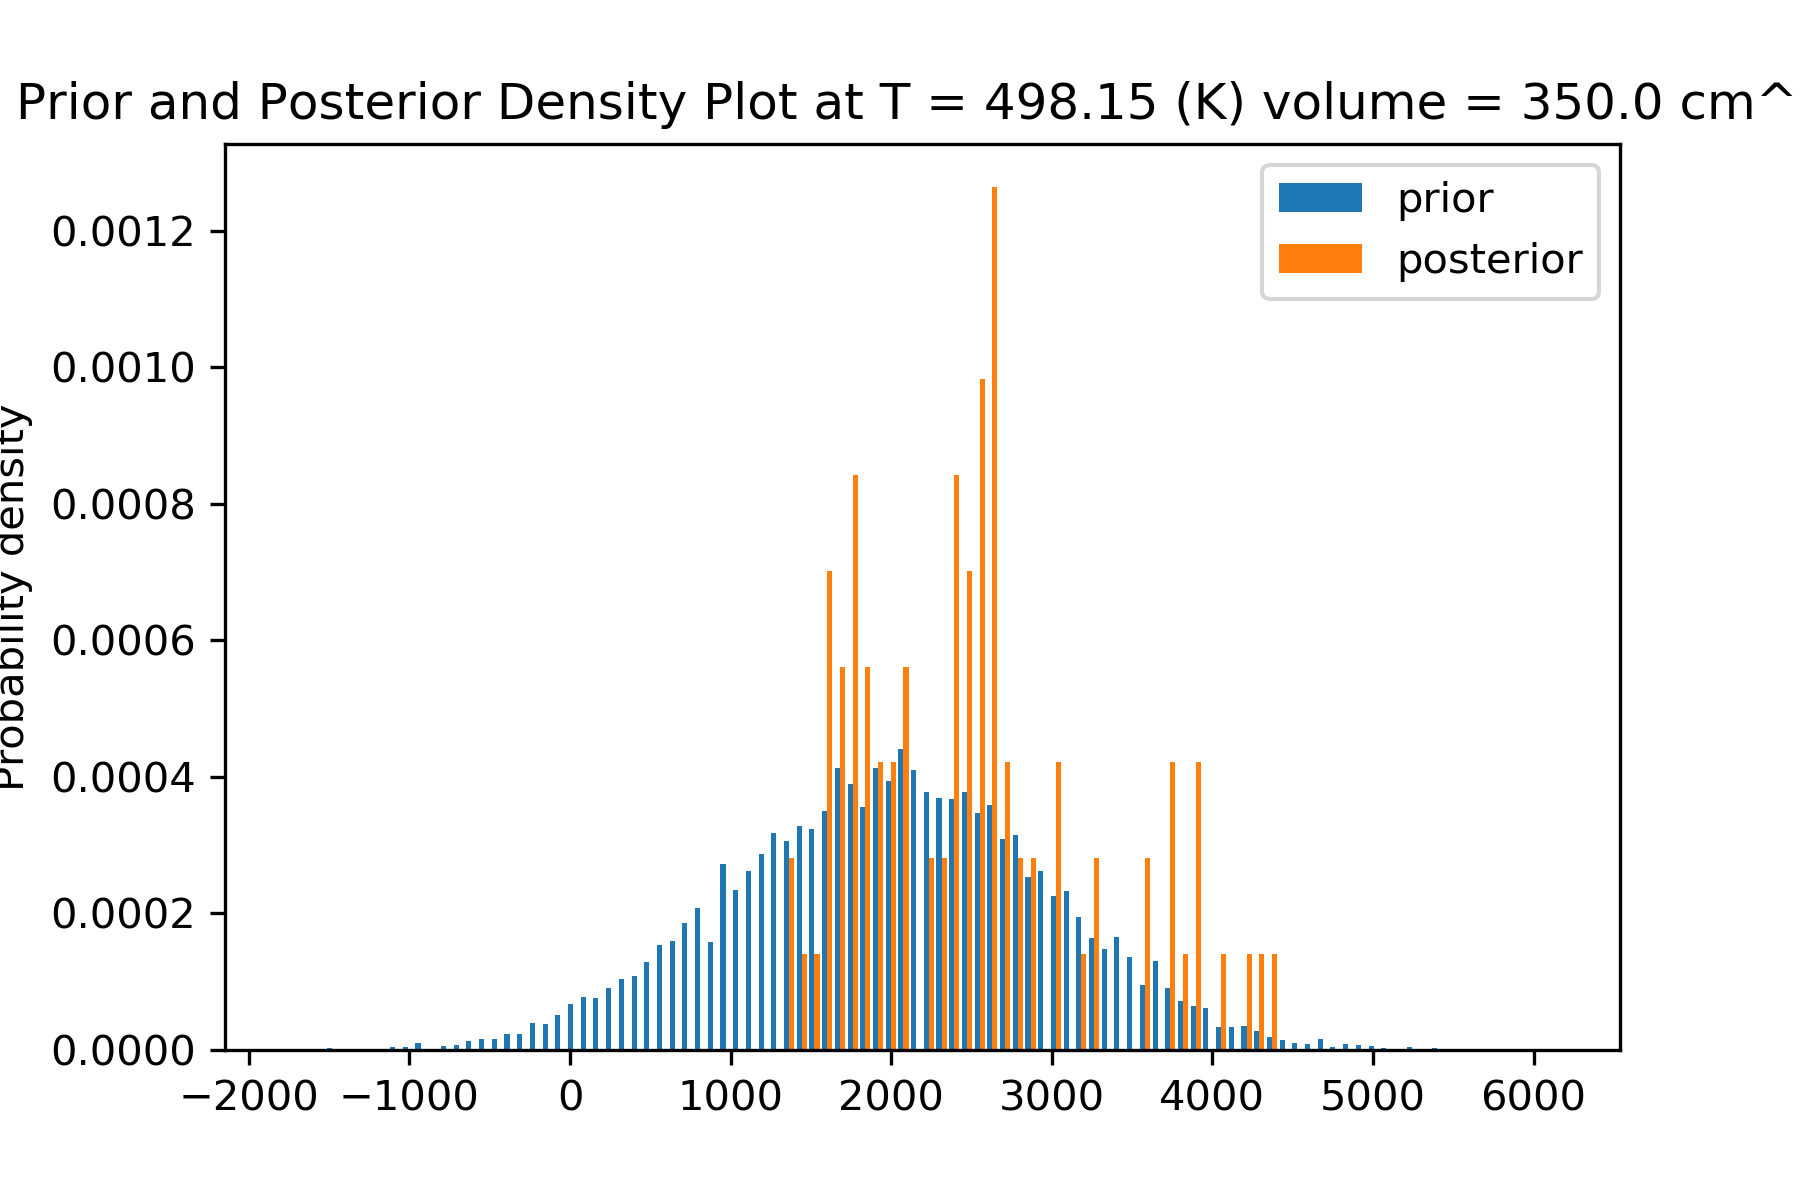 Prior and Posterior Density Plot at T = 498.15 (K) volume = 350.0 cm^
prior
posterior
Probability density
0.0012
0.0010
0.0008
0.0006
0.0004
0.0002
0.0000
−2000 −1000 0 1000 2000 3000 4000 5000 6000